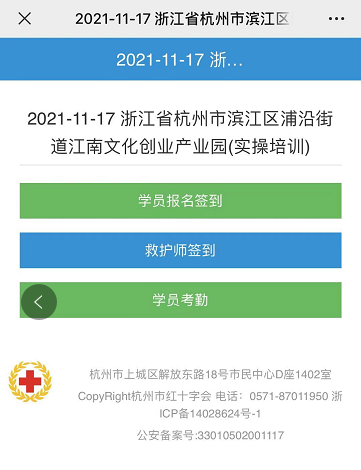 2021-11-17 浙江省杭州市滨江区
2021-11-17 浙...
2021-11-17 浙江省杭州市滨江区浦沿街
道江南文化创业产业园(实操培训)
学员报名签到
救护师签到
学员考勤
杭州市上城区解放东路18号市民中心D座1402室
CopyRight杭州市红十字会 电话：0571-87011950 浙
ICP备14028624号-1
公安备案号:33010502001117